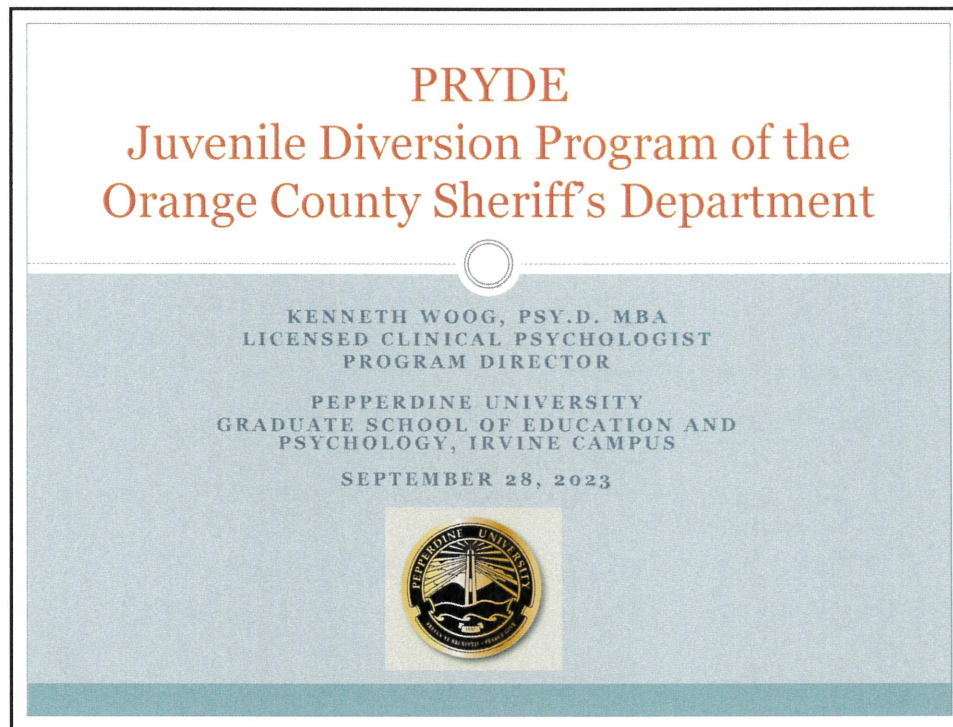 PRYDE
Juvenile Diversion Program of the
Orange County Sheriff's Department
KENNETH WOOG, PSY.D. MBA
LICENSED CLINICAL PSYCHOLOGIST
PROGRAM DIRECTOR
PEPPERDINE UNIVERSITY
GRADUATE SCHOOL OF EDUCATION AND
PSYCHOLOGY, IRVINE CAMPUS
SEPTEMBER 28, 2023
PEPPERDINE UNIVERSITY